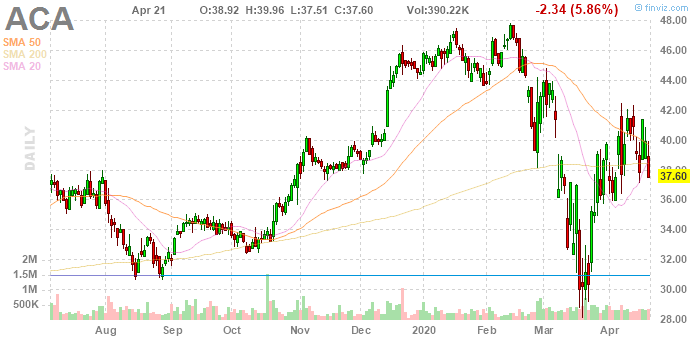 ACA Apr 21 O:38.92 H:39.96 L:37.51 C:37.60 Vol:390.22K -2.34 (5.86%) © finviz.com
SMA 50
SMA 200
SMA 20
DAILY
48.00
46.00
44.00
42.00
40.00
38.00
37.60
36.00
34.00
32.00
30.00
28.00
2M
1.5M
1M
500K
Aug Sep Oct Nov Dec 2020 Feb Mar Apr